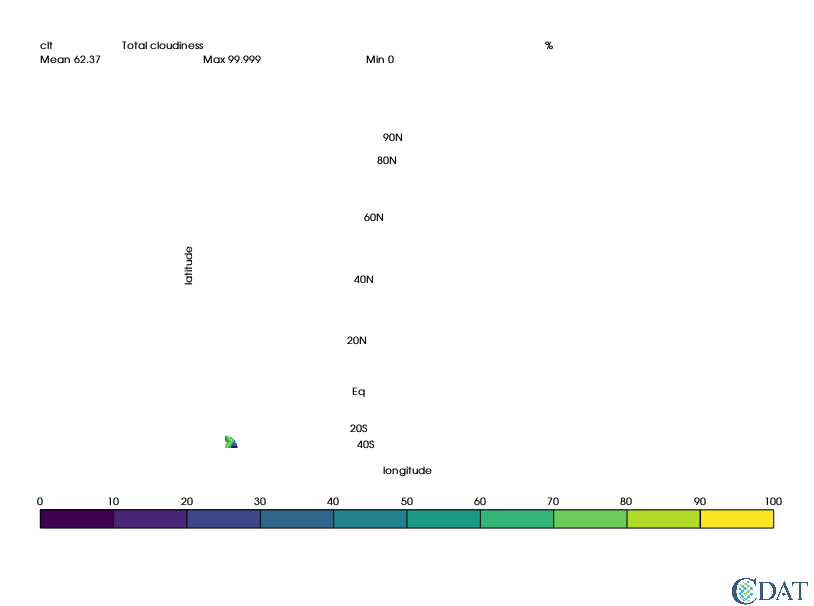 clt Total cloudiness %
Mean 62.37 Max 99.999 Min 0
90N
80N
60N
latitude
40N
20N
Eq
20S
40S
longitude
0 10 20 30 40 50 60 70 80 90 100
CDAT